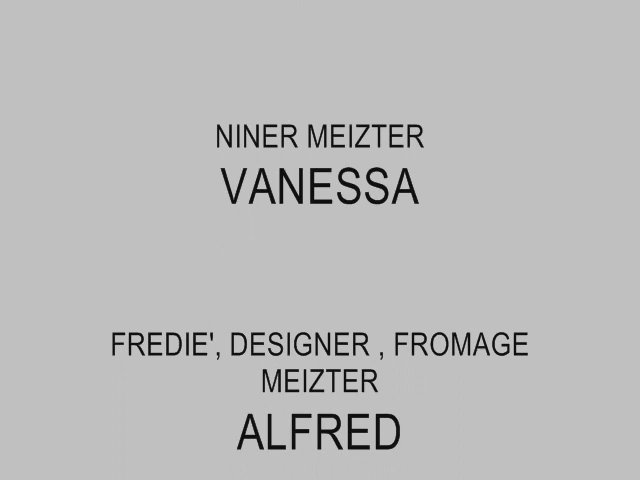 NINER MEIZTER
VANESSA
FREDIE', DESIGNER , FROMAGE
MEIZTER
ALFRED